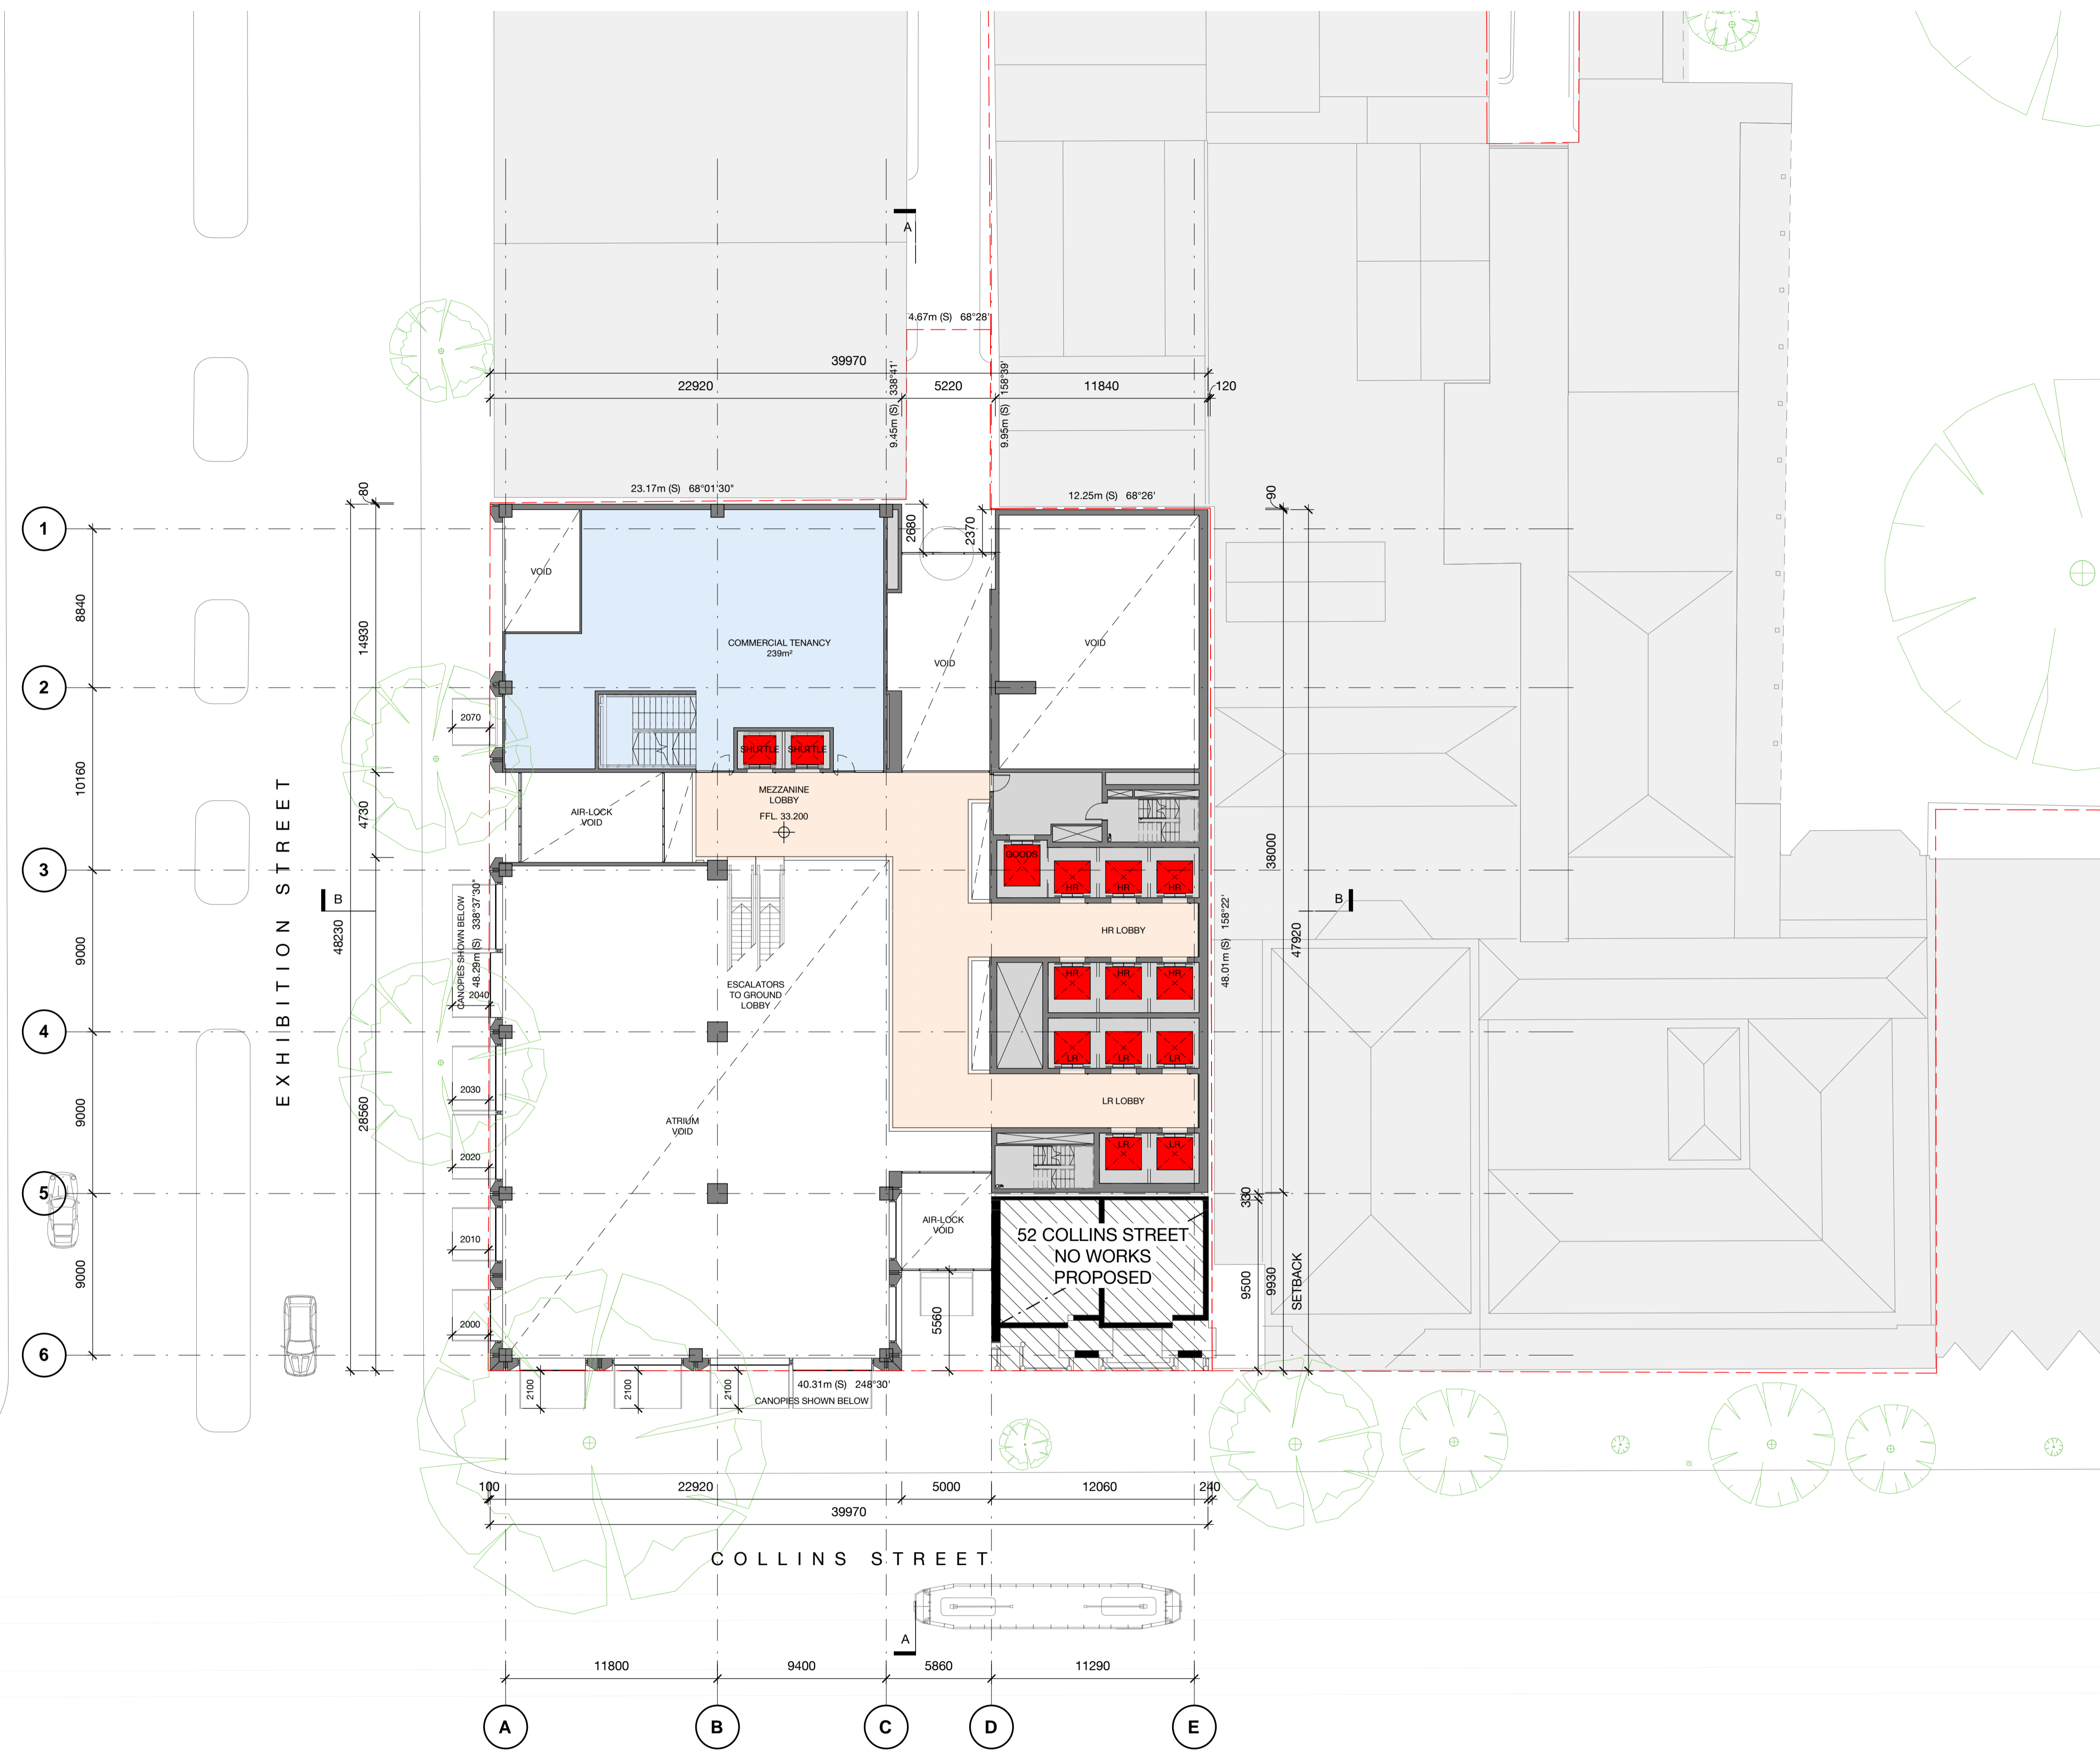 A
4.67m (S) 68°28'
39970
22920
5220
11840
120
9.45m (S) 338°41'
9.95m (S) 158°39'
23.17m (S) 68°01'30"
12.25m (S) 68°26'
80
90
1
2
3
4
5
6
8840
10160
9000
9000
9000
14930
4730
28560
48230
2680
2370
VOID
COMMERCIAL TENANCY
239m²
VOID
VOID
2070
SHUTTLE
SHUTTLE
MEZZANINE
LOBBY
FFL. 33.200
AIR-LOCK
VOID
GOODS
HR
HR
HR
EXHIBITION STREET
B
B
CANOPIES SHOWN BELOW
48.29m (S) 338°37'30"
48.01m (S) 158°22'
38000
47920
HR LOBBY
HR
HR
HR
2040
ESCALATORS
TO GROUND
LOBBY
LR
LR
LR
2030
LR LOBBY
ATRIUM
VOID
LR
LR
2020
2010
2000
AIR-LOCK
VOID
52 COLLINS STREET
NO WORKS
PROPOSED
330
9500
9930
SETBACK
5560
2100
2100
2100
40.31m (S) 248°30'
CANOPIES SHOWN BELOW
100
22920
5000
12060
240
39970
COLLINS STREET
A
11800
9400
5860
11290
A
B
C
D
E